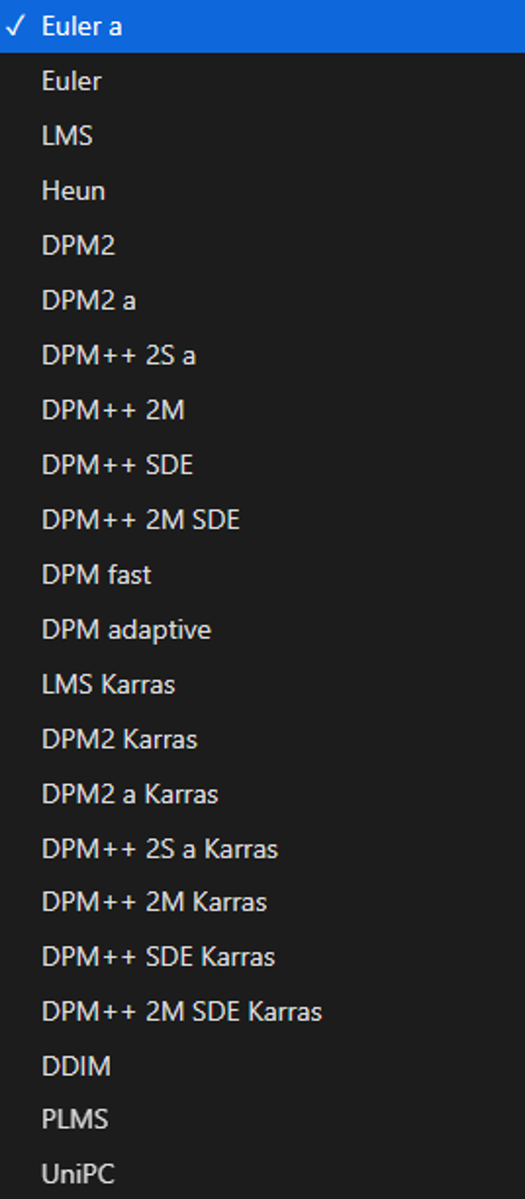 Euler a
Euler
LMS
Heun
DPM2
DPM2 a
DPM++ 2S a
DPM++ 2M
DPM++ SDE
DPM++ 2M SDE
DPM fast
DPM adaptive
LMS Karras
DPM2 Karras
DPM2 a Karras
DPM++ 2S a Karras
DPM++ 2M Karras
DPM++ SDE Karras
DPM++ 2M SDE Karras
DDIM
PLMS
UniPC